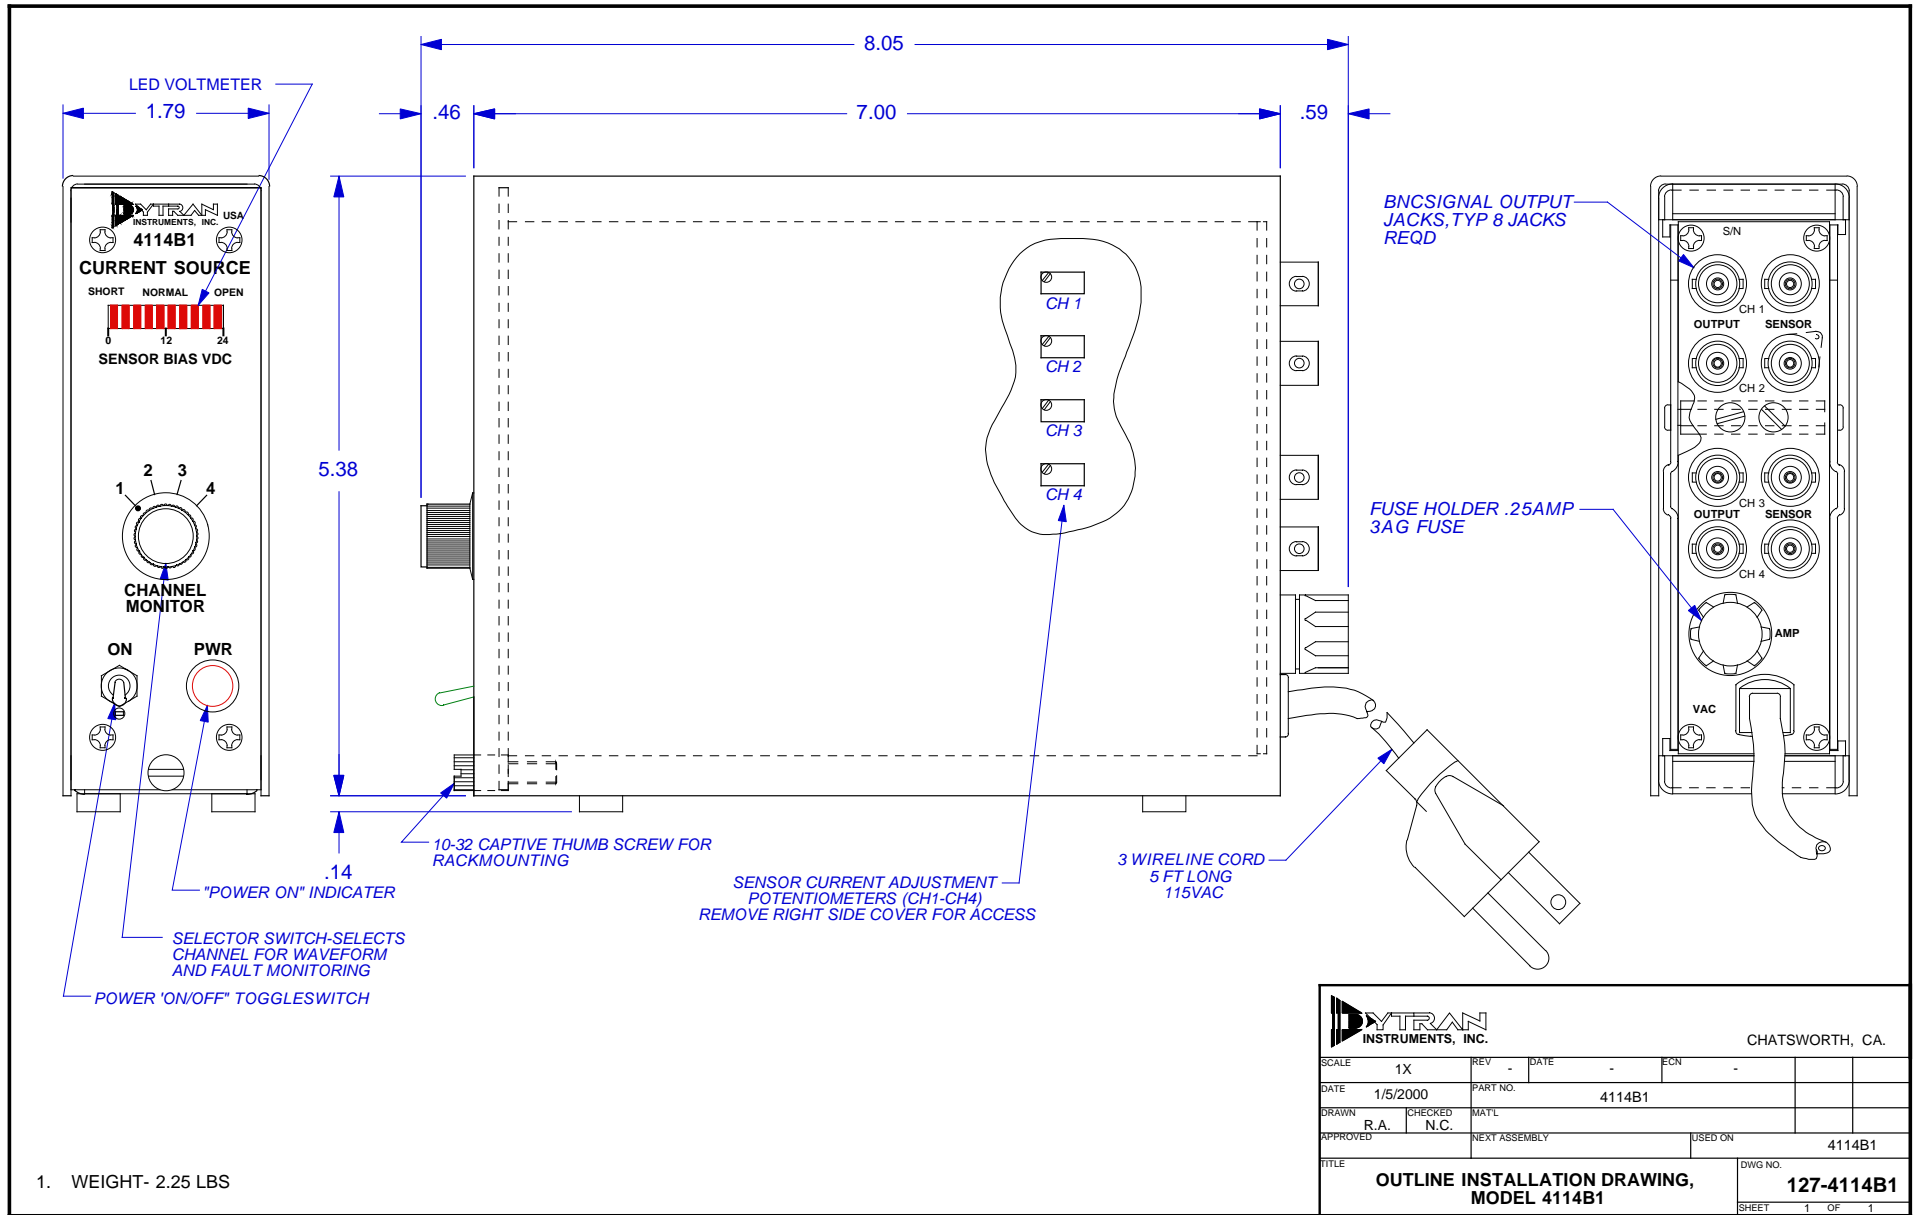 8.05
LED VOLTMETER
1.79
.46
7.00
.59
DYTRAN
INSTRUMENTS, INC.
USA
4114B1
CURRENT SOURCE
SHORT NORMAL OPEN
0 12 24
SENSOR BIAS VDC
5.38
1 2 3 4
CHANNEL
MONITOR
ON PWR
.14
"POWER ON" INDICATER
SELECTOR SWITCH-SELECTS
CHANNEL FOR WAVEFORM
AND FAULT MONITORING
POWER 'ON/OFF" TOGGLESWITCH
CH 1
CH 2
CH 3
CH 4
10-32 CAPTIVE THUMB SCREW FOR
RACKMOUNTING
SENSOR CURRENT ADJUSTMENT
POTENTIOMETERS (CH1-CH4)
REMOVE RIGHT SIDE COVER FOR ACCESS
3 WIRELINE CORD
5 FT LONG
115VAC
BNCSIGNAL OUTPUT
JACKS,TYP 8 JACKS
REQD
FUSE HOLDER .25AMP
3AG FUSE
S/N
CH 1
OUTPUT SENSOR
CH 2
CH 3
OUTPUT SENSOR
CH 4
AMP
VAC
1. WEIGHT- 2.25 LBS
DYTRAN
INSTRUMENTS, INC.
CHATSWORTH, CA.
SCALE 1X REV - DATE - ECN -
DATE 1/5/2000 PART NO. 4114B1
DRAWN R.A. CHECKED N.C. MAT'L
APPROVED NEXT ASSEMBLY USED ON 4114B1
TITLE OUTLINE INSTALLATION DRAWING,
MODEL 4114B1
DWG NO. 127-4114B1
SHEET 1 OF 1